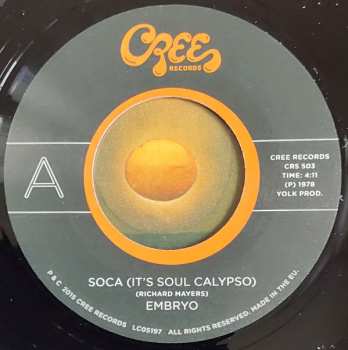 CREE
RECORDS
A
CREE RECORDS
CRS 503
TIME: 4:11
(P) 1978
YOLK PROD.
SOCA (IT'S SOUL CALYPSO)
(RICHARD MAYERS)
EMBRYO
P & C 2015 CREE RECORDS LC05197 ALL RIGHTS RESERVED. MADE IN THE EU.